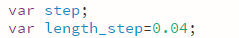 var step;
var length_step=0.04;